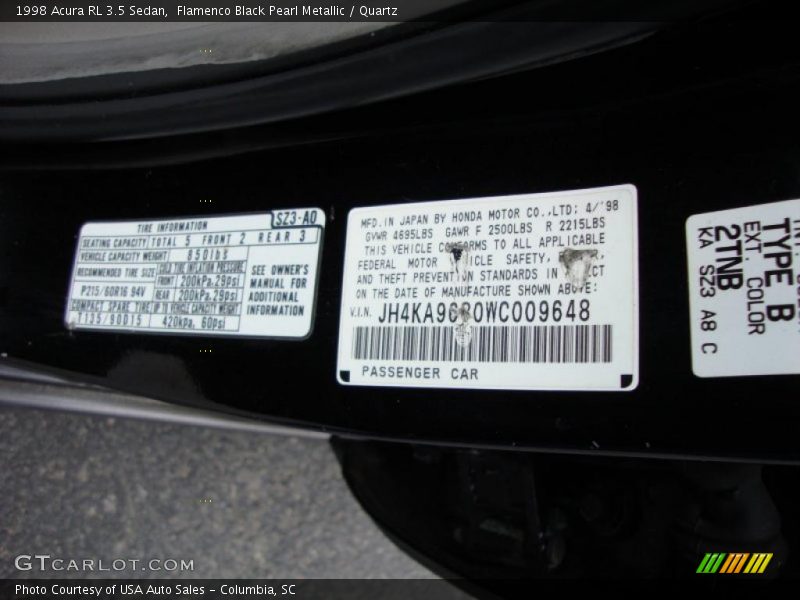 1998 Acura RL 3.5 Sedan, Flamenco Black Pearl Metallic / Quartz
TIRE INFORMATION SZ3-A0
SEATING CAPACITY TOTAL 5 FRONT 2 REAR 3
VEHICLE CAPACITY WEIGHT 850lbs
RECOMMENDED TIRE SIZE COLD TIRE INFLATION PRESSURE
P215/60R16 94V FRONT 200kPa,29psi
REAR 200kPa,29psi
COMPACT SPARE TIRE
T135/90D15 420kPa, 60psi
SEE OWNER'S
MANUAL FOR
ADDITIONAL
INFORMATION
MFD. IN JAPAN BY HONDA MOTOR CO.,LTD: 4/'98
GVWR 4695LBS GAWR F 2500LBS R 2215LBS
THIS VEHICLE TO ALL APPLICABLE
FEDERAL MOTOR SAFETY,
AND THEFT PREVENTION STANDARDS IN
ON THE DATE OF MANUFACTURE SHOWN ABOVE:
V.I.N. 
PASSENGER CAR
TYPE B
EXT. COLOR
2TNB
KA SZ3 A8 C
GTCARLOT.COM
Photo Courtesy of USA Auto Sales - Columbia, SC